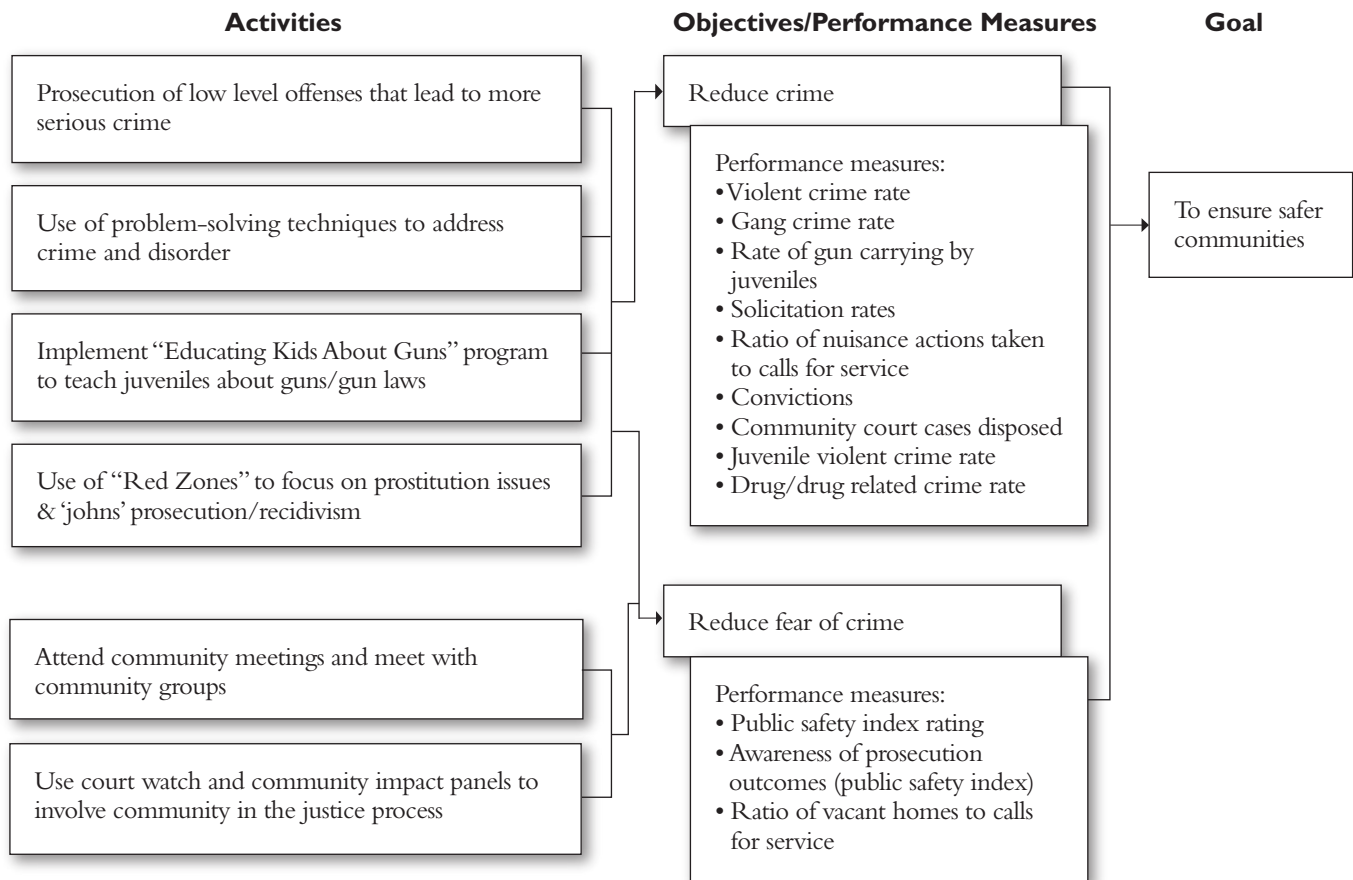 Activities
Objectives/Performance Measures
Goal
Prosecution of low level offenses that lead to more
serious crime
Use of problem-solving techniques to address
crime and disorder
Implement “Educating Kids About Guns” program
to teach juveniles about guns/gun laws
Use of “Red Zones” to focus on prostitution issues
& ‘johns’ prosecution/recidivism
Attend community meetings and meet with
community groups
Use court watch and community impact panels to
involve community in the justice process
Reduce crime
Performance measures:
• Violent crime rate
• Gang crime rate
• Rate of gun carrying by
juveniles
• Solicitation rates
• Ratio of nuisance actions taken
to calls for service
• Convictions
• Community court cases disposed
• Juvenile violent crime rate
• Drug/drug related crime rate
Reduce fear of crime
Performance measures:
• Public safety index rating
• Awareness of prosecution
outcomes (public safety index)
• Ratio of vacant homes to calls
for service
To ensure safer
communities